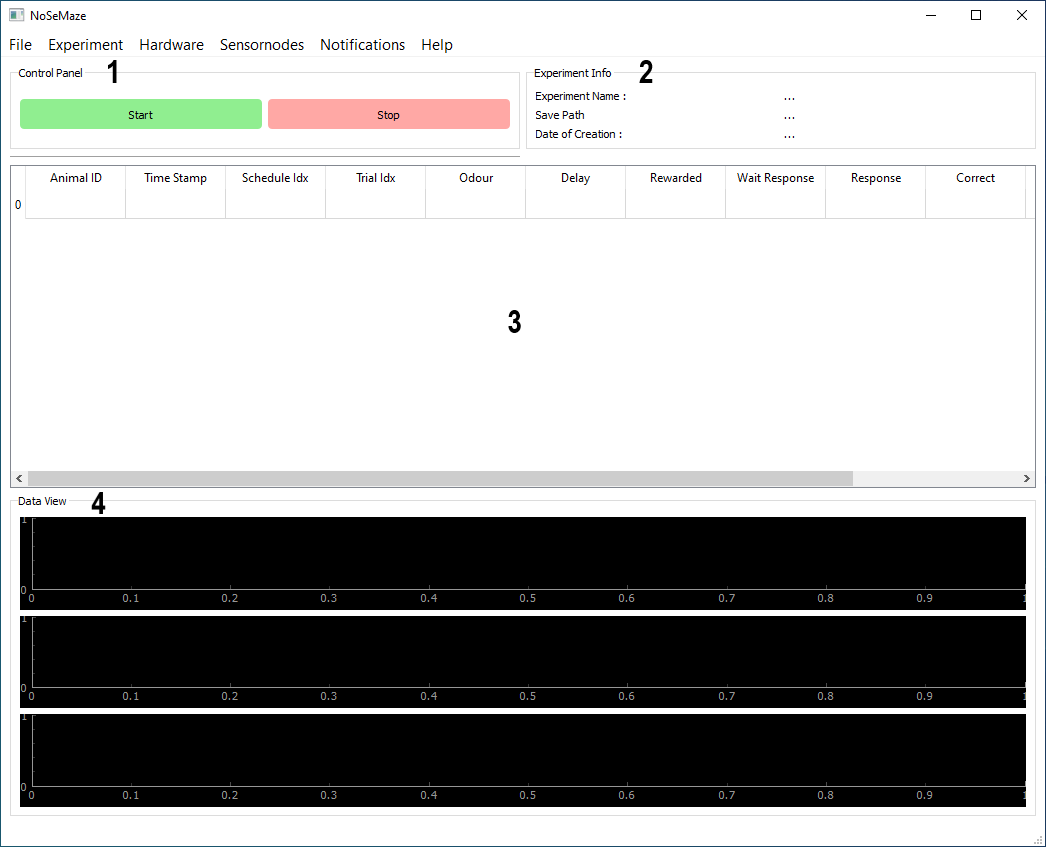 NoSeMaze
File Experiment Hardware Sensornodes Notifications Help
Control Panel 1 Experiment Info 2
Start Stop
Experiment Name : ...
Save Path ...
Date of Creation : ...
Animal ID Time Stamp Schedule Idx Trial Idx Odour Delay Rewarded Wait Response Response Correct
0
3
Data View 4
1
0
0 0.1 0.2 0.3 0.4 0.5 0.6 0.7 0.8 0.9 1
1
0
0 0.1 0.2 0.3 0.4 0.5 0.6 0.7 0.8 0.9 1
1
0
0 0.1 0.2 0.3 0.4 0.5 0.6 0.7 0.8 0.9 1